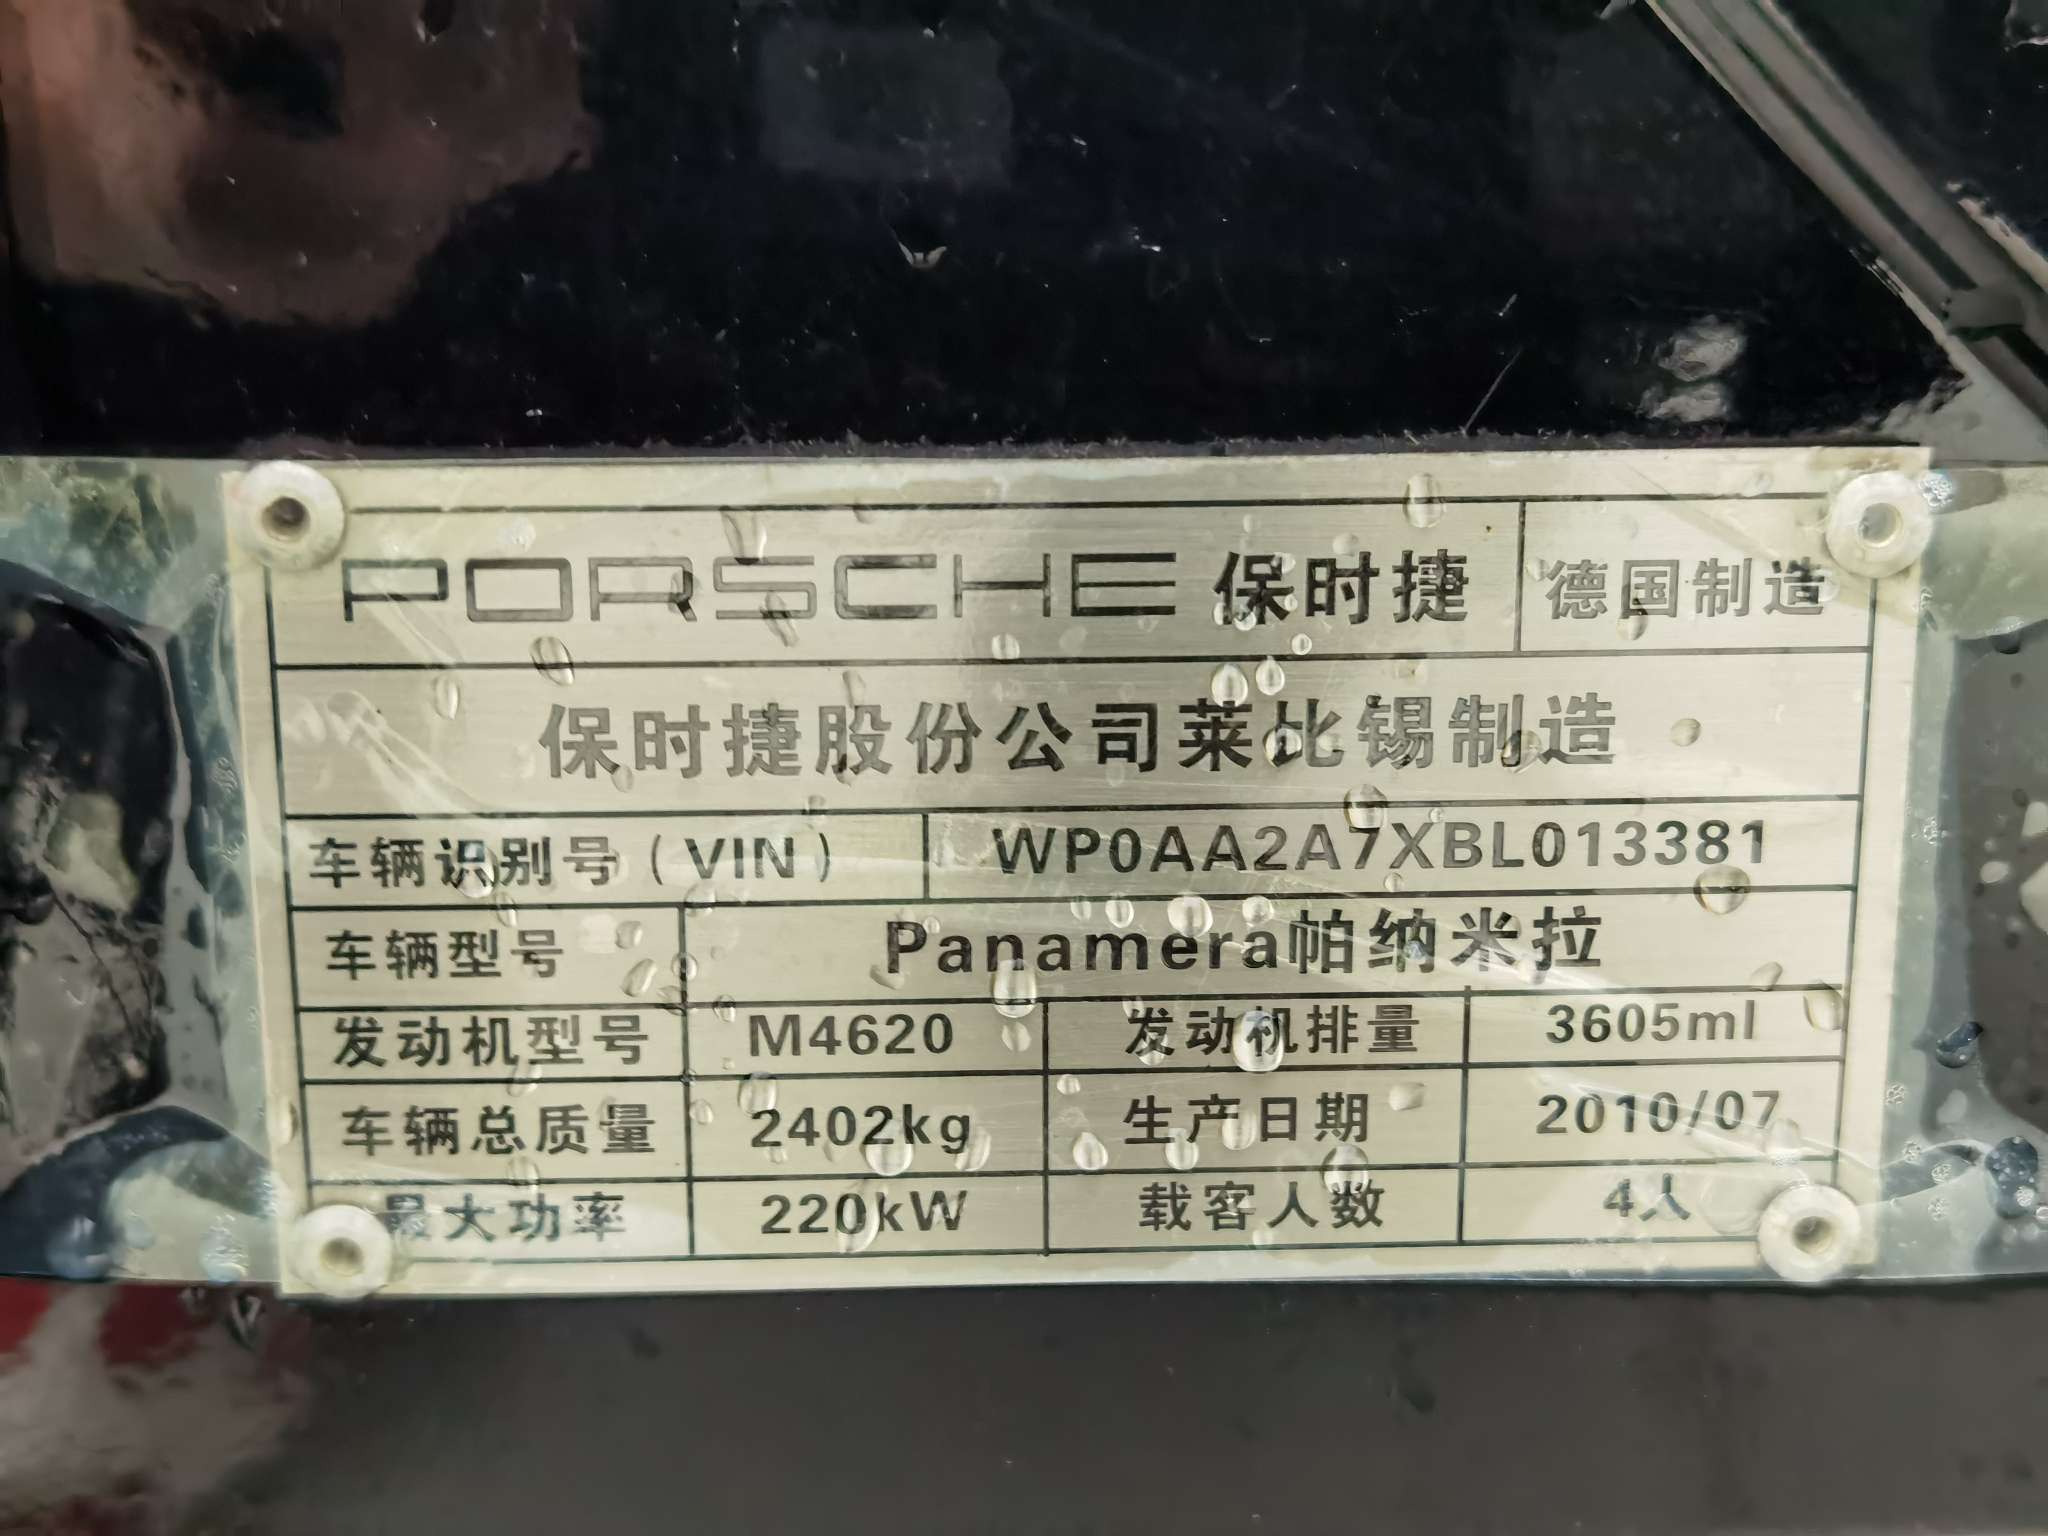 PORSCHE 保时捷 德国制造
保时捷股份公司莱比锡制造
车辆识别号（VIN） WP0AA2A7XBL013381
车辆型号 Panamera帕纳米拉
发动机型号 M4620 发动机排量 3605ml
车辆总质量 2402kg 生产日期 2010/07
最大功率 220kW 载客人数 4人